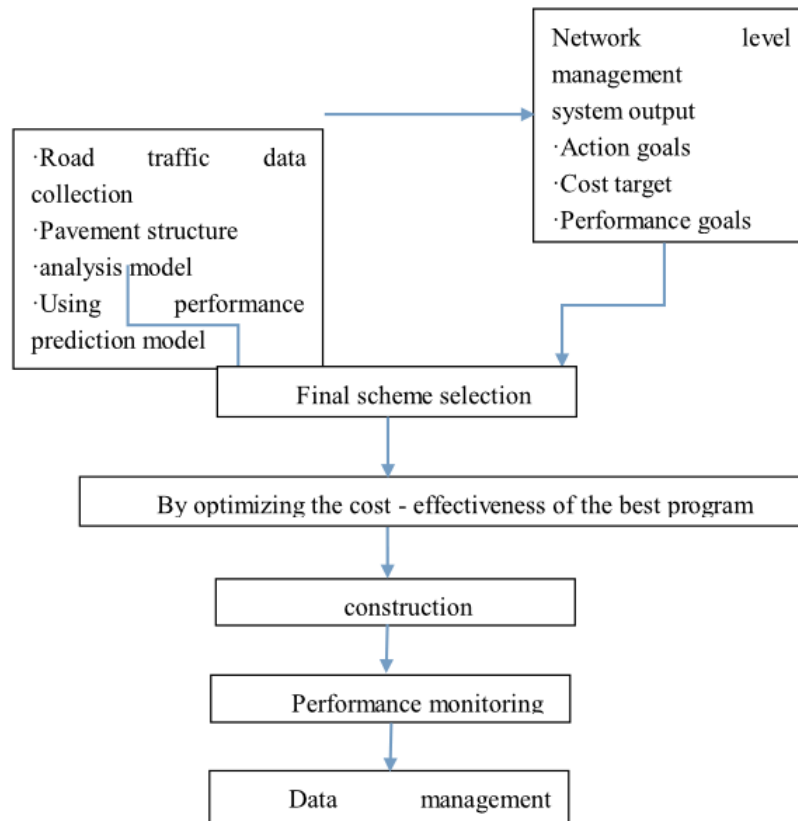 Network level
management
system output
·Action goals
·Cost target
·Performance goals
·Road traffic data
collection
·Pavement structure
·analysis model
·Using performance
prediction model
Final scheme selection
By optimizing the cost - effectiveness of the best program
construction
Performance monitoring
Data management